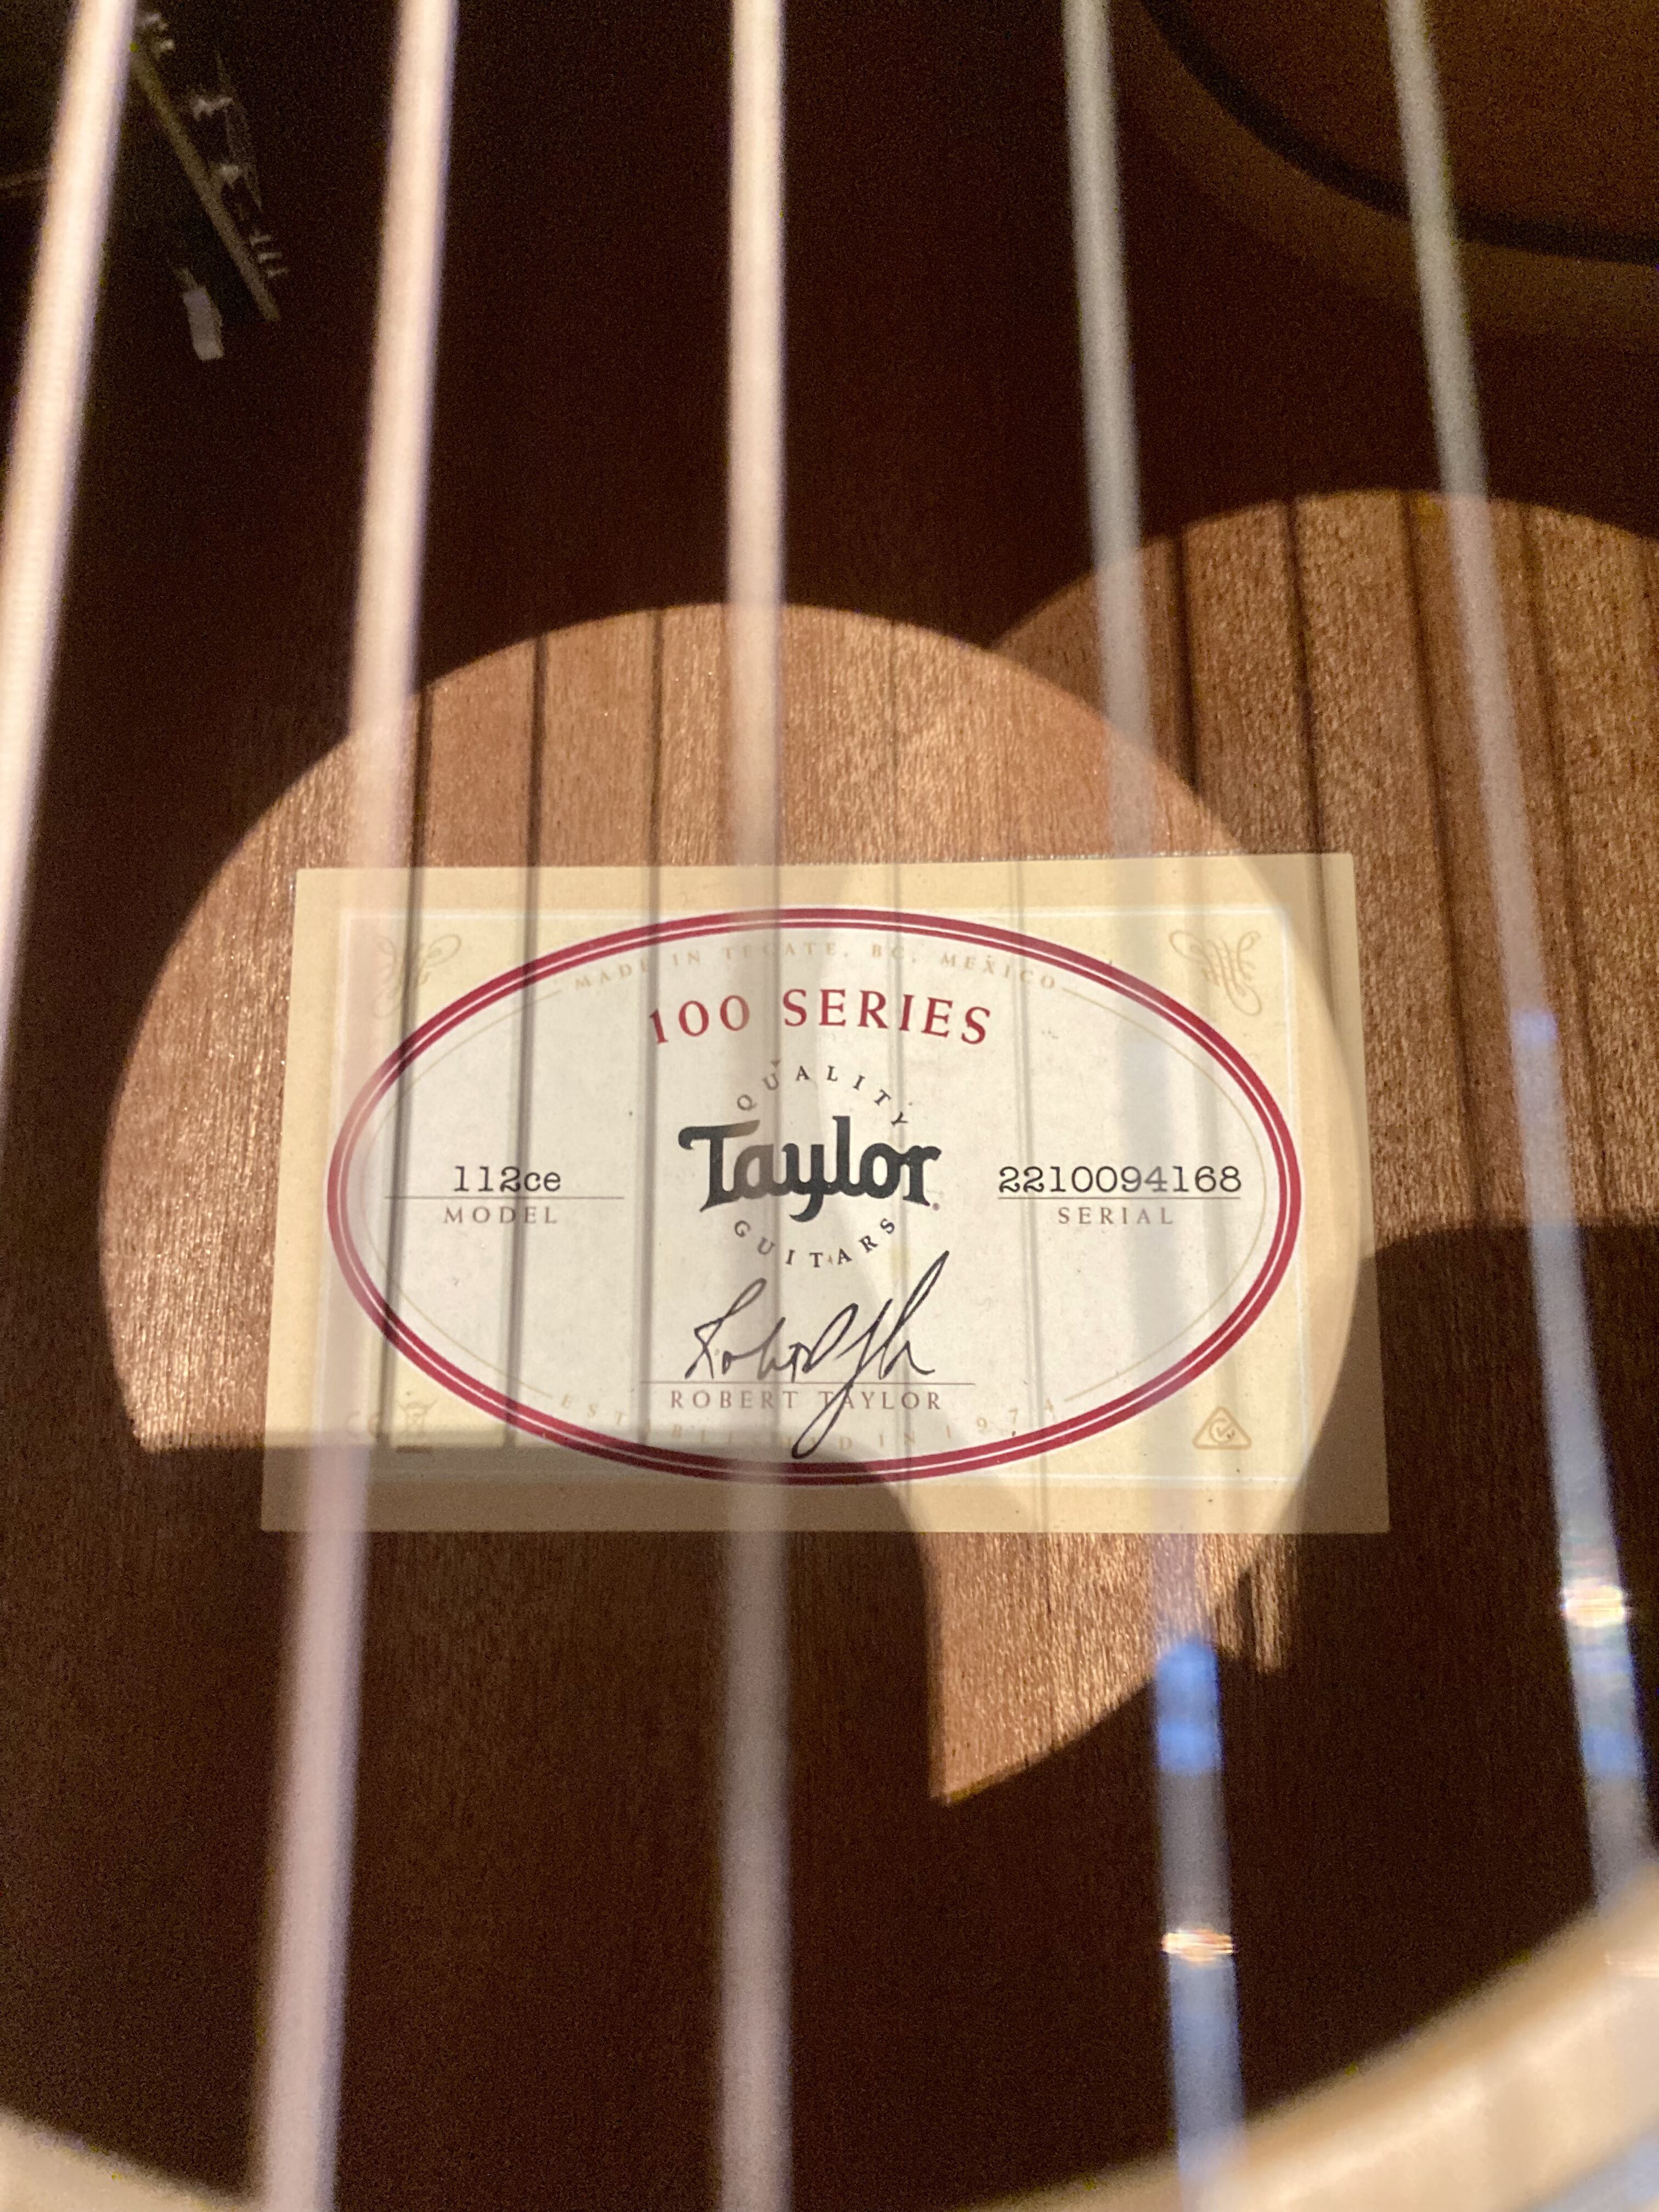 MADE IN TECATE, BC, MEXICO
100 SERIES
QUALITY
Taylor
GUITARS
112ce
MODEL
2210094168
SERIAL
ROBERT TAYLOR
ESTABLISHED IN 1974